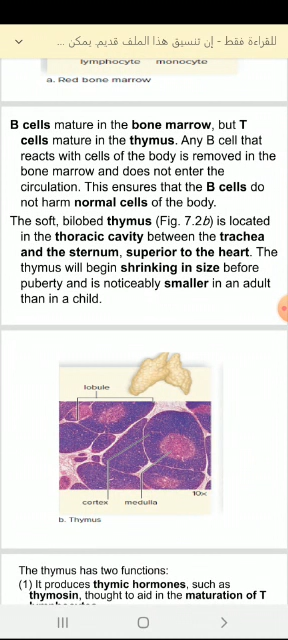 للقراءة فقط - إن تنسيق هذا الملف قديم. يمكن ...
lymphocyte monocyte
a. Red bone marrow
B cells mature in the bone marrow, but T
cells mature in the thymus. Any B cell that
reacts with cells of the body is removed in the
bone marrow and does not enter the
circulation. This ensures that the B cells do
not harm normal cells of the body.
The soft, bilobed thymus (Fig. 7.2b) is located
in the thoracic cavity between the trachea
and the sternum, superior to the heart. The
thymus will begin shrinking in size before
puberty and is noticeably smaller in an adult
than in a child.
lobule
cortex medulla
10x
b. Thymus
The thymus has two functions:
(1) It produces thymic hormones, such as
thymosin, thought to aid in the maturation of T
lymphocytes